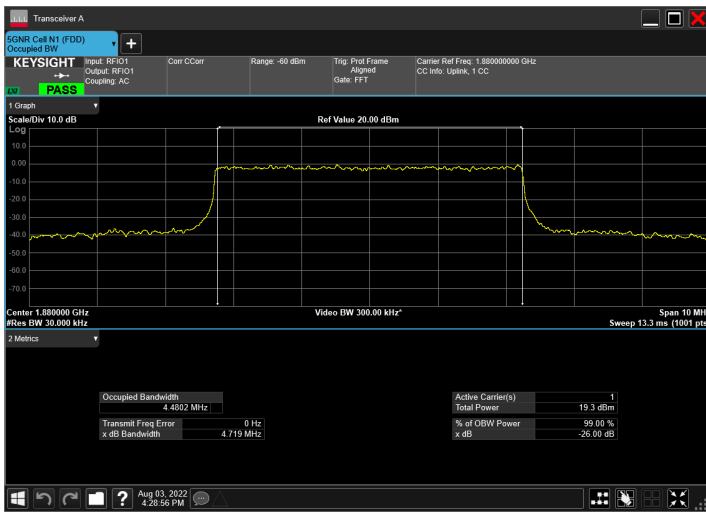 Transceiver A
5GNR Cell N1 (FDD)
Occupied BW
KEYSIGHT
Input: RFIO1
Output: RFIO1
Coupling: AC
Corr CCorr
Range: -60 dBm
Trig: Prot Frame
Aligned
Gate: FFT
Carrier Ref Freq: 1.880000000 GHz
CC Info: Uplink, 1 CC
LXI
PASS
1 Graph
Scale/Div 10.0 dB
Ref Value 20.00 dBm
Log
10.0
0.00
-10.0
-20.0
-30.0
-40.0
-50.0
-60.0
-70.0
Center 1.880000 GHz
Video BW 300.00 kHz*
Span 10 MH
#Res BW 30.000 kHz
Sweep 13.3 ms (1001 pts
2 Metrics
Occupied Bandwidth
4.4802 MHz
Transmit Freq Error 0 Hz
x dB Bandwidth 4.719 MHz
Active Carrier(s) 1
Total Power 19.3 dBm
% of OBW Power 99.00 %
x dB -26.00 dB
?
Aug 03, 2022
4:28:56 PM